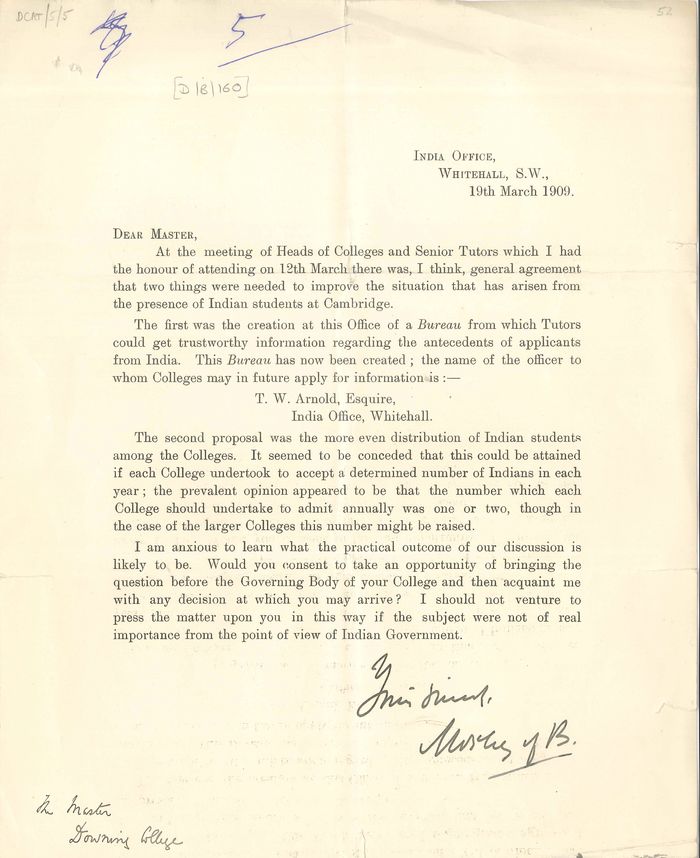 DCAT/5/5
5
52
[D/B/160]
INDIA OFFICE,
WHITEHALL, S.W.,
19th March 1909.
DEAR MASTER,
At the meeting of Heads of Colleges and Senior Tutors which I had
the honour of attending on 12th March there was, I think, general agreement
that two things were needed to improve the situation that has arisen from
the presence of Indian students at Cambridge.
The first was the creation at this Office of a Bureau from which Tutors
could get trustworthy information regarding the antecedents of applicants
from India. This Bureau has now been created ; the name of the officer to
whom Colleges may in future apply for information is :—
T. W. Arnold, Esquire,
India Office, Whitehall.
The second proposal was the more even distribution of Indian students
among the Colleges. It seemed to be conceded that this could be attained
if each College undertook to accept a determined number of Indians in each
year ; the prevalent opinion appeared to be that the number which each
College should undertake to admit annually was one or two, though in
the case of the larger Colleges this number might be raised.
I am anxious to learn what the practical outcome of our discussion is
likely to be. Would you consent to take an opportunity of bringing the
question before the Governing Body of your College and then acquaint me
with any decision at which you may arrive? I should not venture to
press the matter upon you in this way if the subject were not of real
importance from the point of view of Indian Government.
Morley of B.
The Master
Downing College